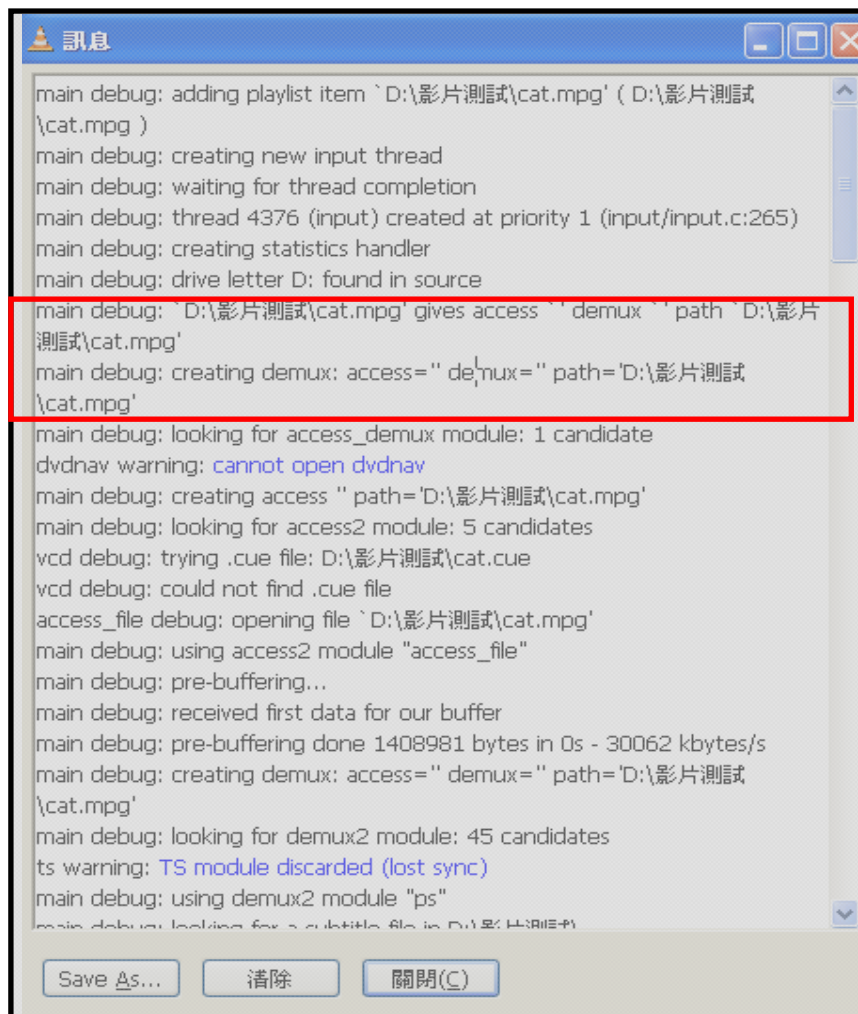 訊息
main debug: adding playlist item `D:\影片測試\cat.mpg' ( D:\影片測試
\cat.mpg )
main debug: creating new input thread
main debug: waiting for thread completion
main debug: thread 4376 (input) created at priority 1 (input/input.c:265)
main debug: creating statistics handler
main debug: drive letter D: found in source
main debug: `D:\影片測試\cat.mpg' gives access `' demux `' path `D:\影片
測試\cat.mpg'
main debug: creating demux: access='' demux='' path='D:\影片測試
\cat.mpg'
main debug: looking for access_demux module: 1 candidate
dvdnav warning: cannot open dvdnav
main debug: creating access '' path='D:\影片測試\cat.mpg'
main debug: looking for access2 module: 5 candidates
vcd debug: trying .cue file: D:\影片測試\cat.cue
vcd debug: could not find .cue file
access_file debug: opening file `D:\影片測試\cat.mpg'
main debug: using access2 module "access_file"
main debug: pre-buffering...
main debug: received first data for our buffer
main debug: pre-buffering done 1408981 bytes in 0s - 30062 kbytes/s
main debug: creating demux: access='' demux='' path='D:\影片測試
\cat.mpg'
main debug: looking for demux2 module: 45 candidates
ts warning: TS module discarded (lost sync)
main debug: using demux2 module "ps"
main debug: looking for a subtitle file in D:\影片測試\
Save As... 清除 關閉(C)